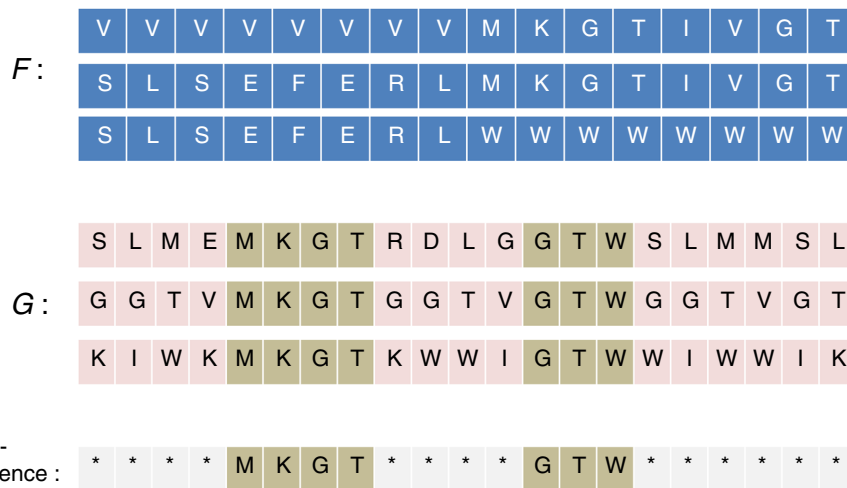 V V V V V V V V M K G T I V G T
F :
S L S E F E R L M K G T I V G T
S L S E F E R L W W W W W W W W
S L M E M K G T R D L G G T W S L M M S L
G : G G T V M K G T G G T V G T W G G T V G T
K I W K M K G T K W W I G T W W I W W I K
-
ence : * * * * M K G T * * * * G T W * * * * * *